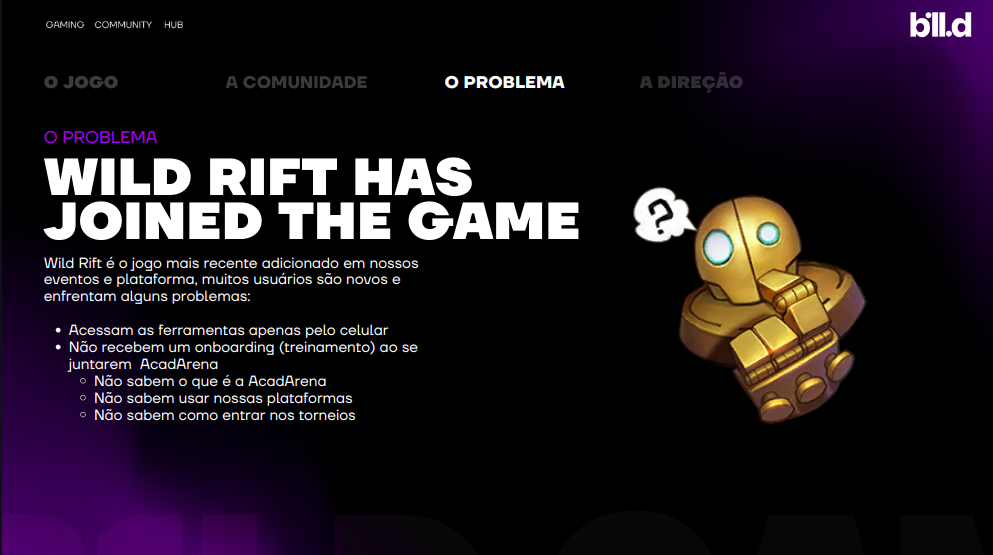 GAMING COMMUNITY HUB
bill.d
O JOGO A COMUNIDADE O PROBLEMA A DIREÇÃO
O PROBLEMA
WILD RIFT HAS
JOINED THE GAME
?
Wild Rift é o jogo mais recente adicionado em nossos
eventos e plataforma, muitos usuários são novos e
enfrentam alguns problemas:
• Acessam as ferramentas apenas pelo celular
• Não recebem um onboarding (treinamento) ao se
juntarem AcadArena
○ Não sabem o que é a AcadArena
○ Não sabem usar nossas plataformas
○ Não sabem como entrar nos torneios